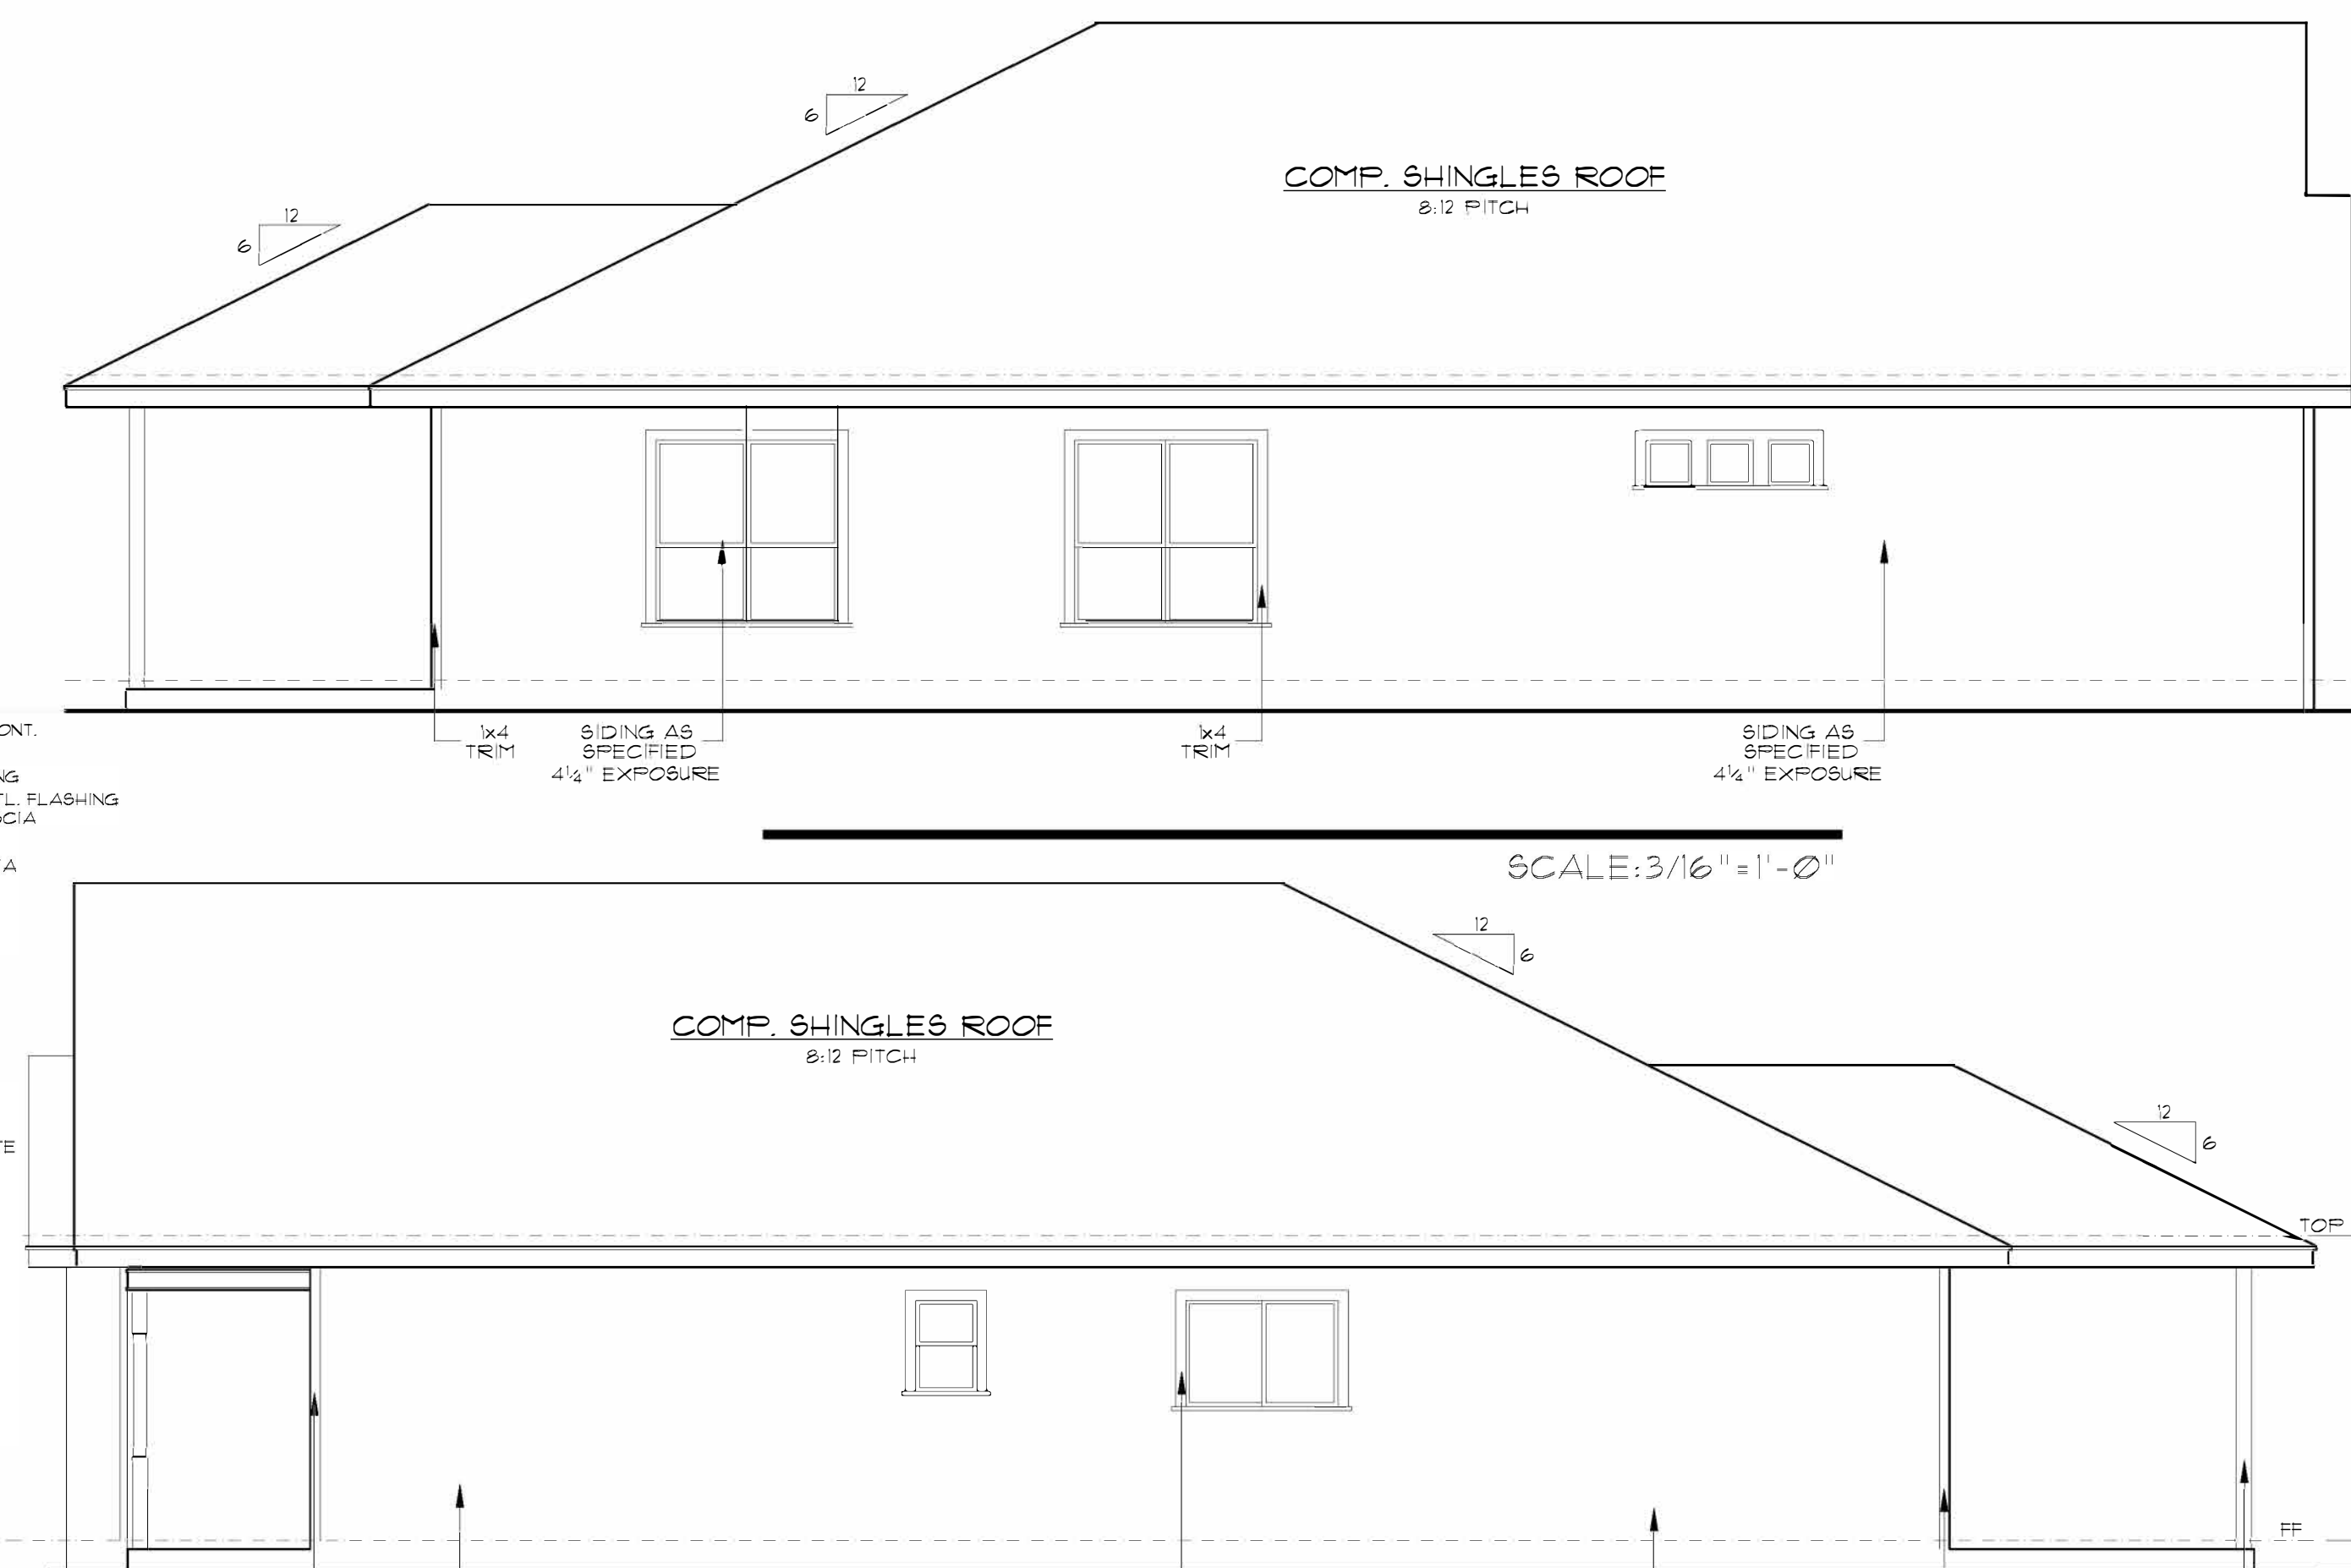 12
6
12
6
COMP. SHINGLES ROOF
8:12 PITCH
ONT.
NG
TL. FLASHING
SCIA
IA
1x4
TRIM
SIDING AS
SPECIFIED
4¼" EXPOSURE
1x4
TRIM
SIDING AS
SPECIFIED
4¼" EXPOSURE
SCALE:3/16"=1'-0"
12
6
COMP. SHINGLES ROOF
8:12 PITCH
12
6
TE
TOP
FF